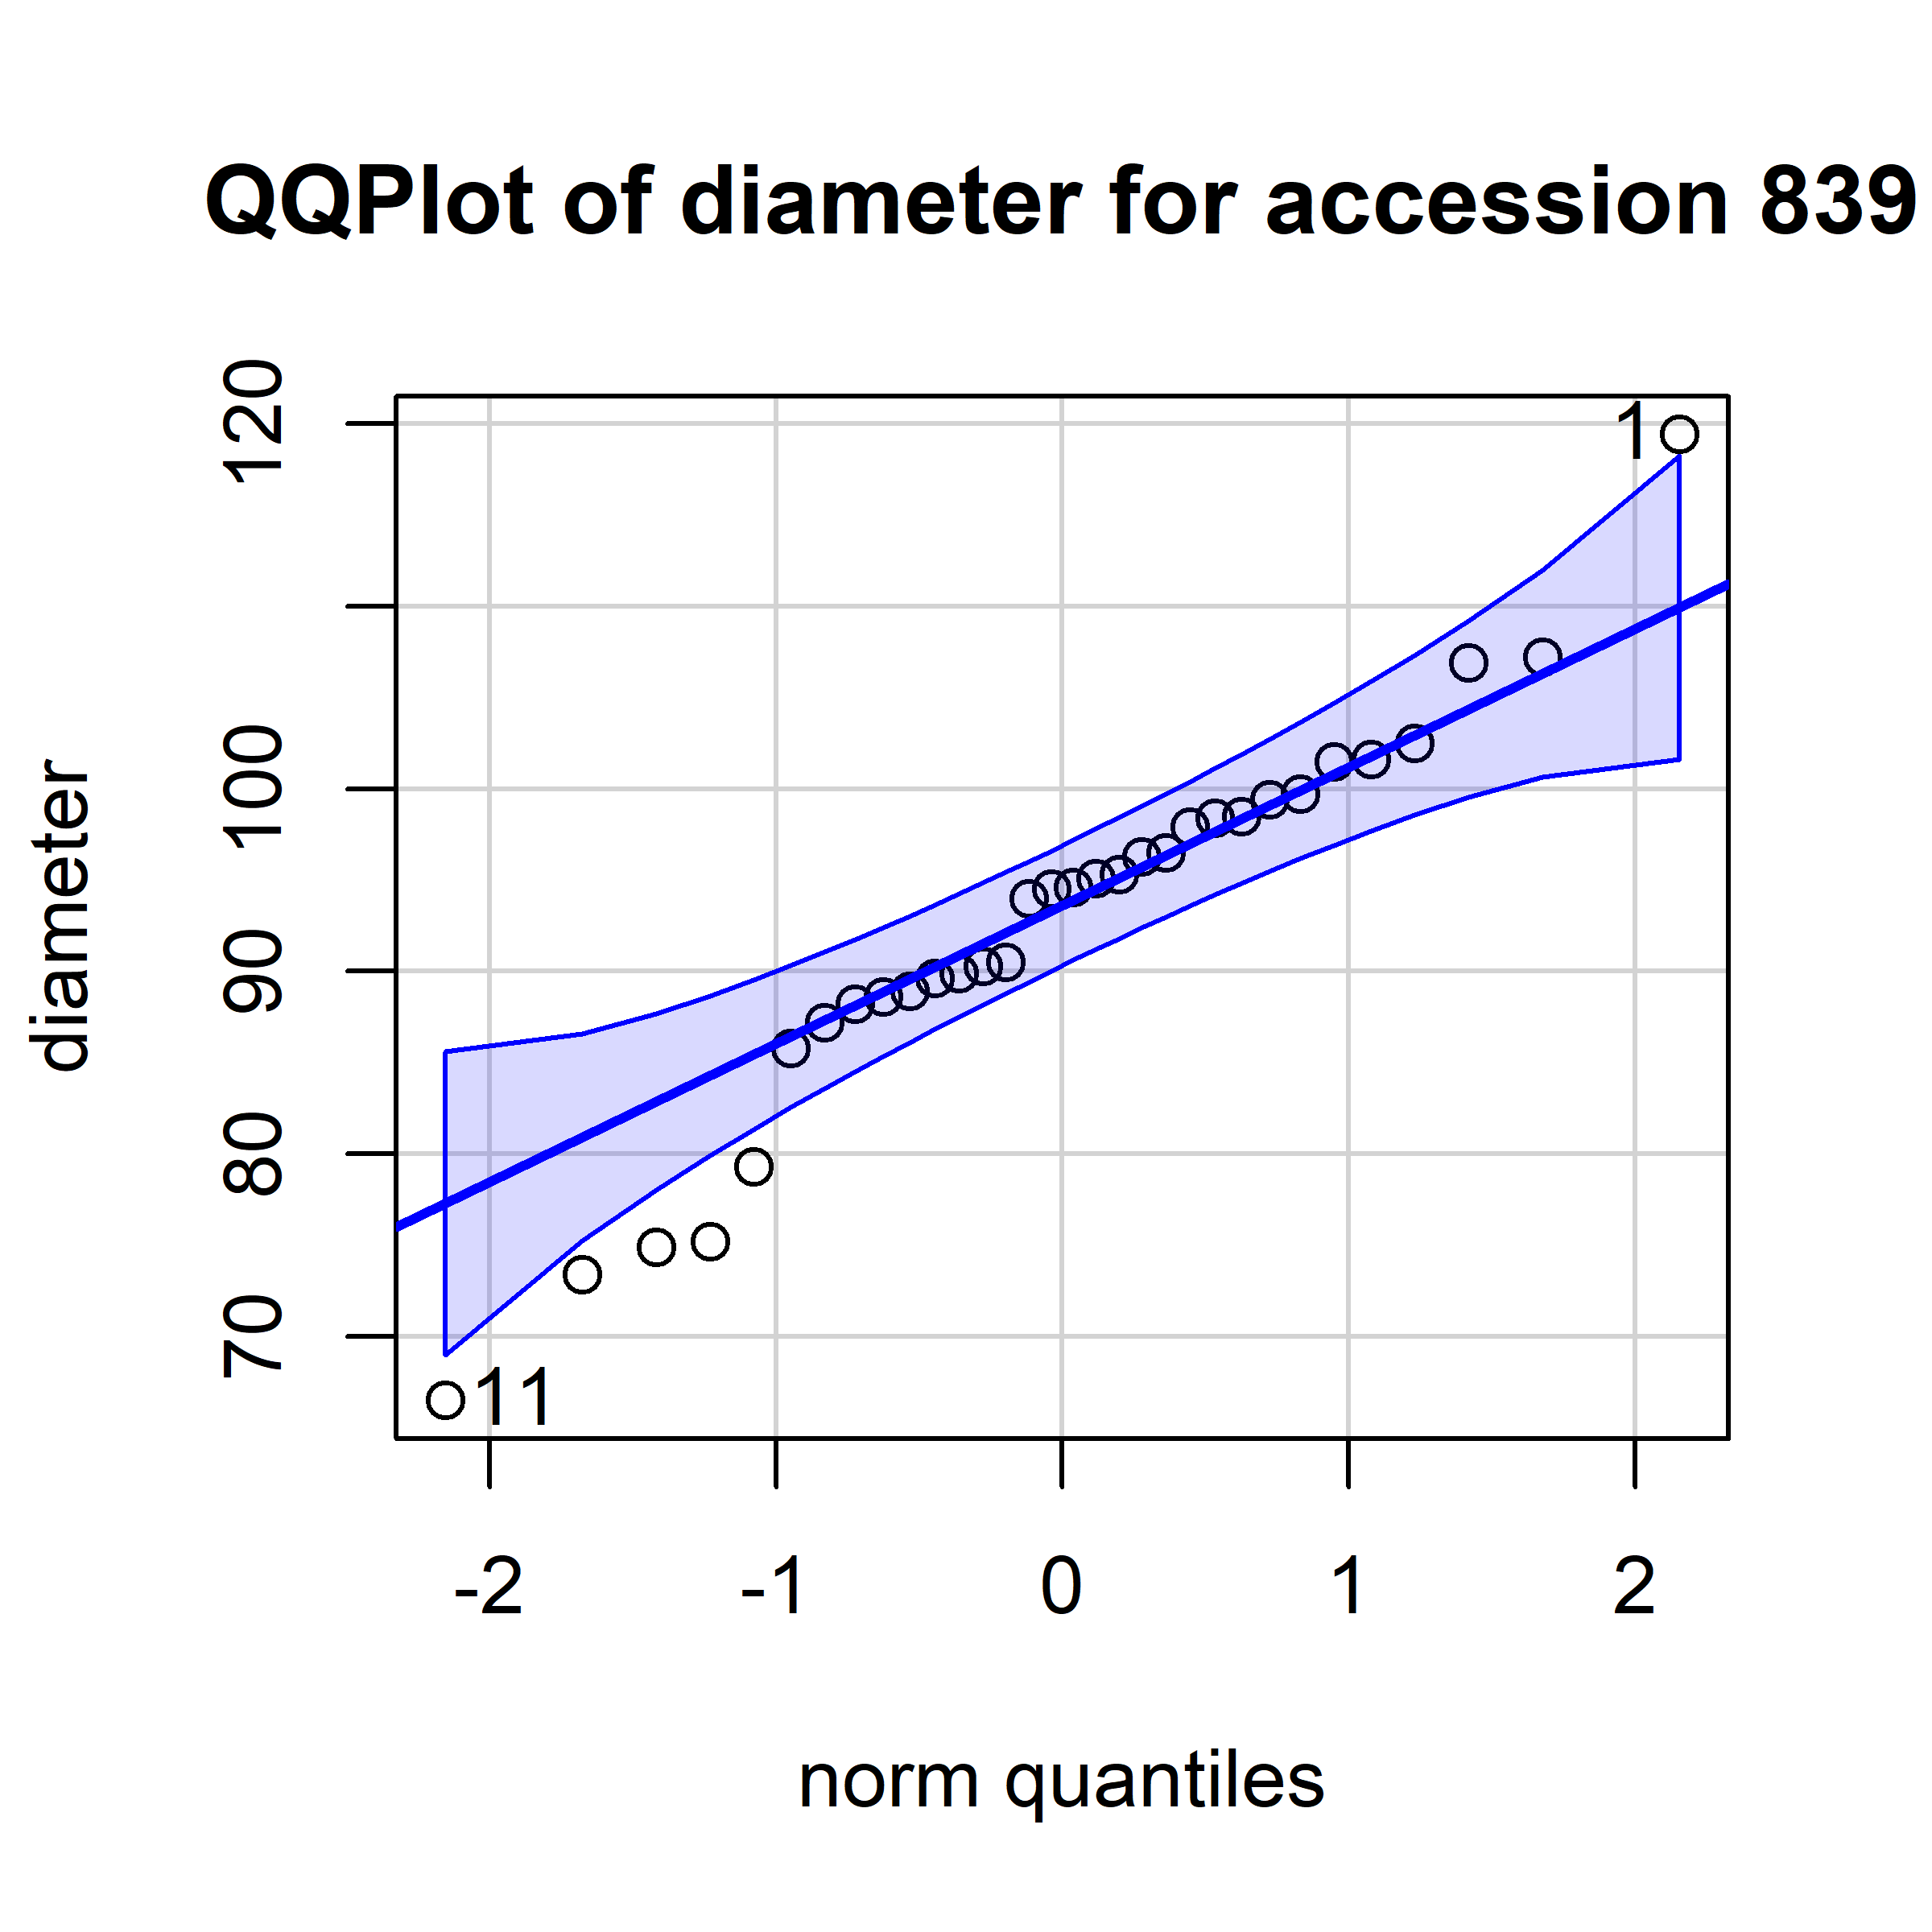 QQPlot of diameter for accession 839
120
100
90
80
70
diameter
1
11
-2 -1 0 1 2
norm quantiles